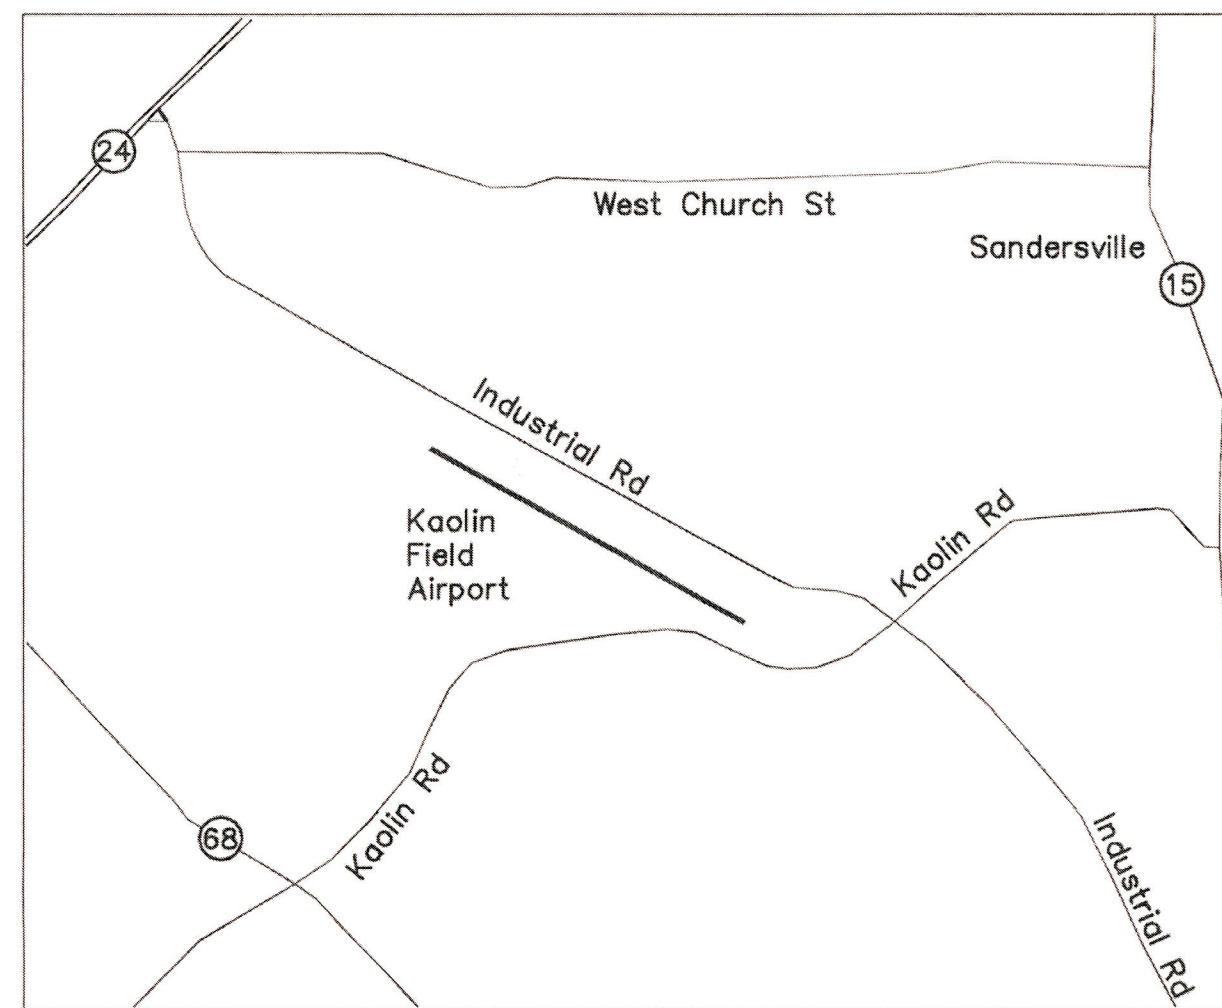 24
West Church St
Sandersville
15
Industrial Rd
Kaolin
Field
Airport
Kaolin Rd
Kaolin Rd
68
Industrial Rd